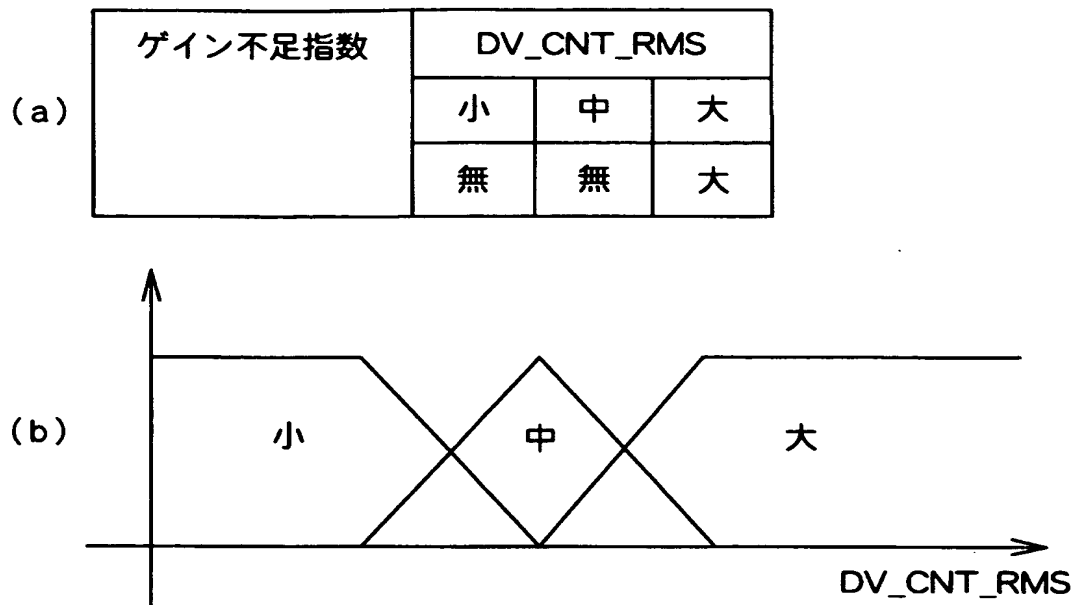 (a)
ゲイン不足指数 DV_CNT_RMS
小 中 大
無 無 大
(b)
小 中 大
DV_CNT_RMS